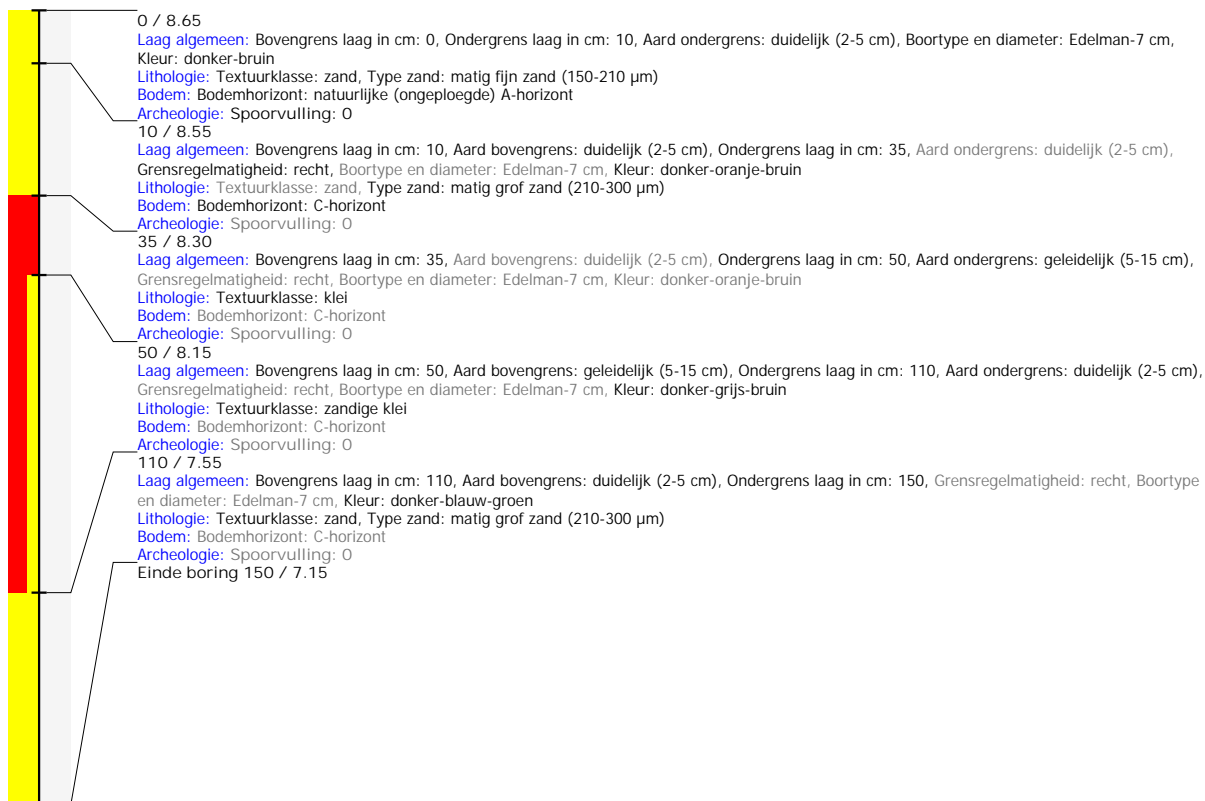 0 / 8.65
Laag algemeen: Bovengrens laag in cm: 0, Ondergrens laag in cm: 10, Aard ondergrens: duidelijk (2-5 cm), Boortype en diameter: Edelman-7 cm,
Kleur: donker-bruin
Lithologie: Textuurklasse: zand, Type zand: matig fijn zand (150-210 µm)
Bodem: Bodemhorizont: natuurlijke (ongeploegde) A-horizont
Archeologie: Spoorvulling: 0
10 / 8.55
Laag algemeen: Bovengrens laag in cm: 10, Aard bovengrens: duidelijk (2-5 cm), Ondergrens laag in cm: 35, Aard ondergrens: duidelijk (2-5 cm),
Grensregelmatigheid: recht, Boortype en diameter: Edelman-7 cm, Kleur: donker-oranje-bruin
Lithologie: Textuurklasse: zand, Type zand: matig grof zand (210-300 µm)
Bodem: Bodemhorizont: C-horizont
Archeologie: Spoorvulling: 0
35 / 8.30
Laag algemeen: Bovengrens laag in cm: 35, Aard bovengrens: duidelijk (2-5 cm), Ondergrens laag in cm: 50, Aard ondergrens: geleidelijk (5-15 cm),
Grensregelmatigheid: recht, Boortype en diameter: Edelman-7 cm, Kleur: donker-oranje-bruin
Lithologie: Textuurklasse: klei
Bodem: Bodemhorizont: C-horizont
Archeologie: Spoorvulling: 0
50 / 8.15
Laag algemeen: Bovengrens laag in cm: 50, Aard bovengrens: geleidelijk (5-15 cm), Ondergrens laag in cm: 110, Aard ondergrens: duidelijk (2-5 cm),
Grensregelmatigheid: recht, Boortype en diameter: Edelman-7 cm, Kleur: donker-grijs-bruin
Lithologie: Textuurklasse: zandige klei
Bodem: Bodemhorizont: C-horizont
Archeologie: Spoorvulling: 0
110 / 7.55
Laag algemeen: Bovengrens laag in cm: 110, Aard bovengrens: duidelijk (2-5 cm), Ondergrens laag in cm: 150, Grensregelmatigheid: recht, Boortype
en diameter: Edelman-7 cm, Kleur: donker-blauw-groen
Lithologie: Textuurklasse: zand, Type zand: matig grof zand (210-300 µm)
Bodem: Bodemhorizont: C-horizont
Archeologie: Spoorvulling: 0
Einde boring 150 / 7.15